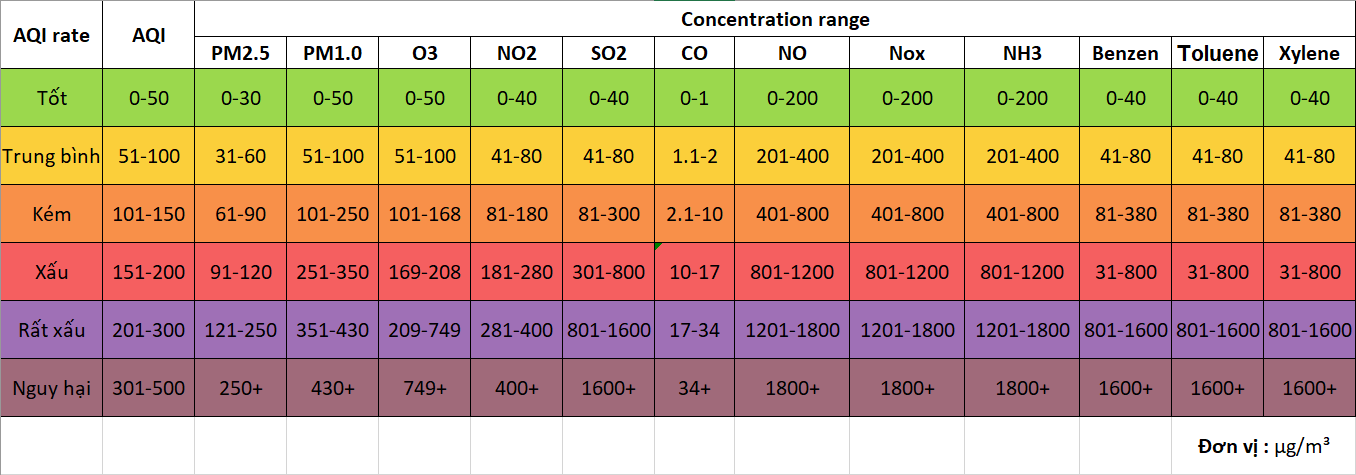 AQI rate AQI Concentration range
PM2.5 PM1.0 O3 NO2 SO2 CO NO Nox NH3 Benzen Toluene Xylene
Tốt 0-50 0-30 0-50 0-50 0-40 0-40 0-1 0-200 0-200 0-200 0-40 0-40 0-40
Trung bình 51-100 31-60 51-100 51-100 41-80 41-80 1.1-2 201-400 201-400 201-400 41-80 41-80 41-80
Kém 101-150 61-90 101-250 101-168 81-180 81-300 2.1-10 401-800 401-800 401-800 81-380 81-380 81-380
Xấu 151-200 91-120 251-350 169-208 181-280 301-800 10-17 801-1200 801-1200 801-1200 31-800 31-800 31-800
Rất xấu 201-300 121-250 351-430 209-749 281-400 801-1600 17-34 1201-1800 1201-1800 1201-1800 801-1600 801-1600 801-1600
Nguy hại 301-500 250+ 430+ 749+ 400+ 1600+ 34+ 1800+ 1800+ 1800+ 1600+ 1600+ 1600+
Đơn vị : µg/m³